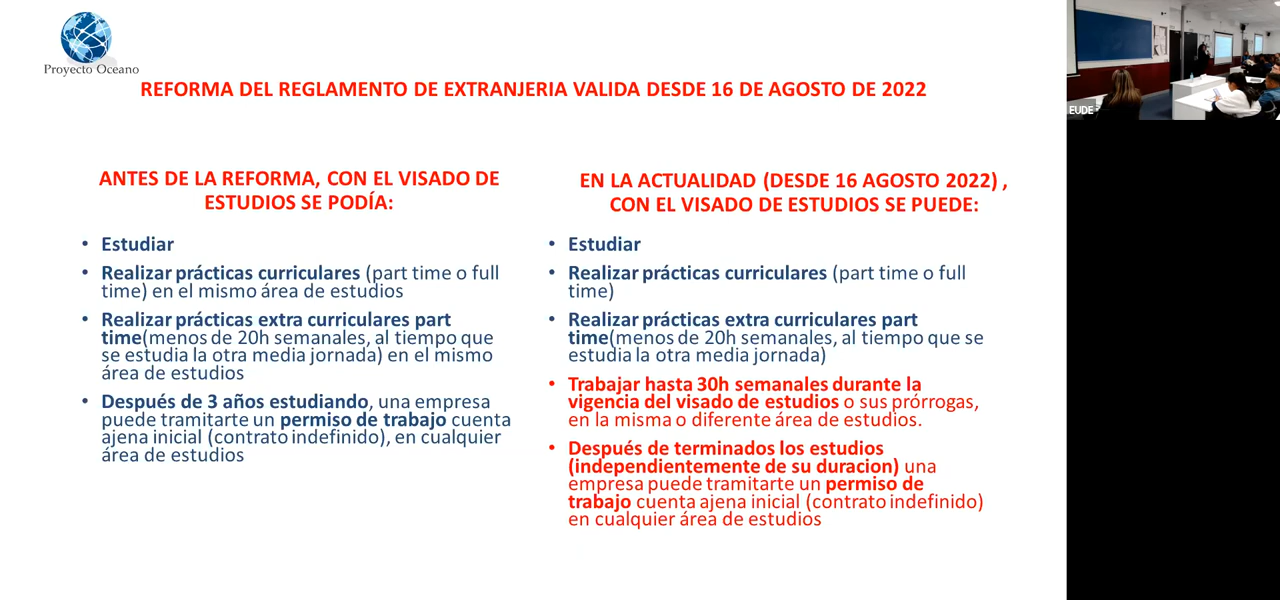 Proyecto Oceano
REFORMA DEL REGLAMENTO DE EXTRANJERIA VALIDA DESDE 16 DE AGOSTO DE 2022
ANTES DE LA REFORMA, CON EL VISADO DE
ESTUDIOS SE PODÍA:
• Estudiar
• Realizar prácticas curriculares (part time o full
time) en el mismo área de estudios
• Realizar prácticas extra curriculares part
time(menos de 20h semanales, al tiempo que
se estudia la otra media jornada) en el mismo
área de estudios
• Después de 3 años estudiando, una empresa
puede tramitarte un permiso de trabajo cuenta
ajena inicial (contrato indefinido), en cualquier
área de estudios
EN LA ACTUALIDAD (DESDE 16 AGOSTO 2022) ,
CON EL VISADO DE ESTUDIOS SE PUEDE:
• Estudiar
• Realizar prácticas curriculares (part time o full
time)
• Realizar prácticas extra curriculares part
time(menos de 20h semanales, al tiempo que se
estudia la otra media jornada)
• Trabajar hasta 30h semanales durante la
vigencia del visado de estudios o sus prórrogas,
en la misma o diferente área de estudios.
• Después de terminados los estudios
(independientemente de su duracion) una
empresa puede tramitarte un permiso de
trabajo cuenta ajena inicial (contrato indefinido)
en cualquier área de estudios
EUDE